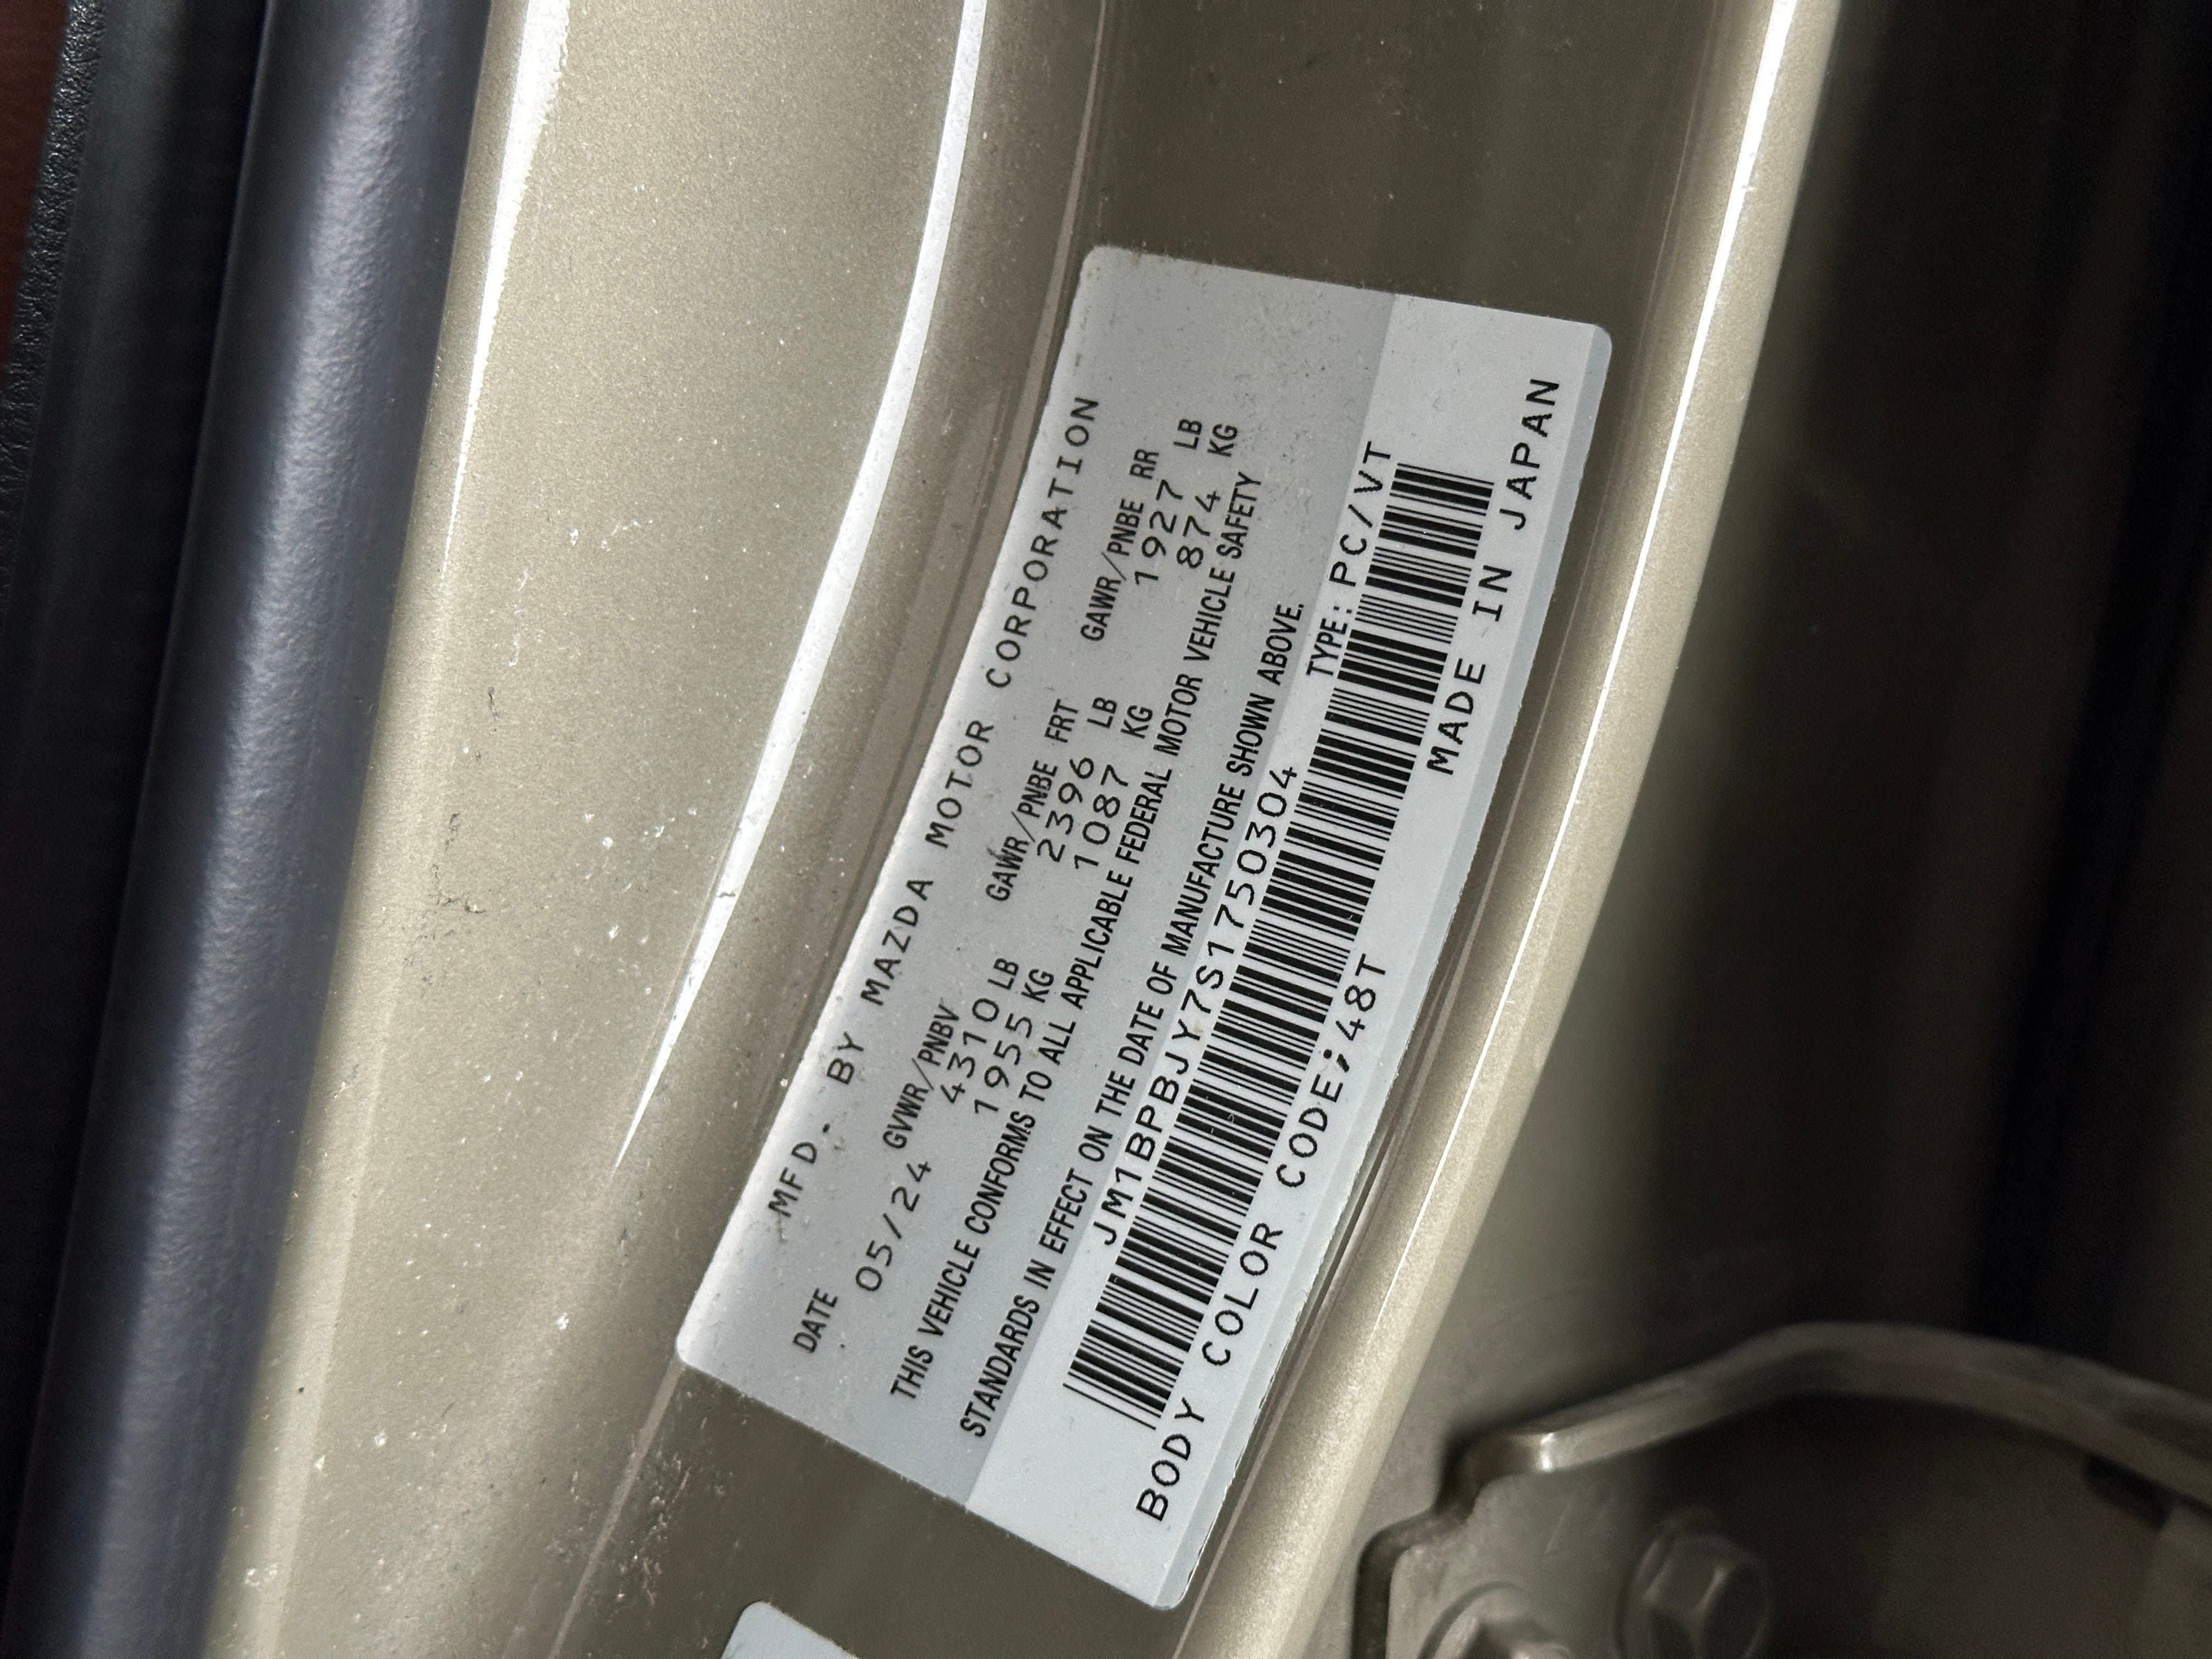 MFD. BY MAZDA MOTOR CORPORATION
DATE GVWR/PNBV GAWR/PNBE FRT GAWR/PNBE RR
05/24 4310 LB 2396 LB 1927 LB
1955 KG 1087 KG 874 KG
THIS VEHICLE CONFORMS TO ALL APPLICABLE FEDERAL MOTOR VEHICLE SAFETY
STANDARDS IN EFFECT ON THE DATE OF MANUFACTURE SHOWN ABOVE.
JM1BPBJY7S1750304 TYPE: PC/VT
BODY COLOR CODE;48T MADE IN JAPAN